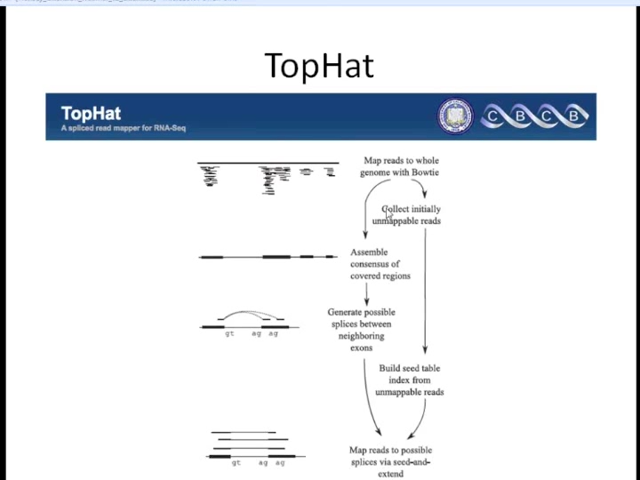 TopHat
TopHat
A spliced read mapper for RNA-Seq
C B C B
Map reads to whole
genome with Bowtie
Collect initially
unmappable reads
Assemble
consensus of
covered regions
Generate possible
splices between
neighboring
exons
gt ag ag
Build seed table
index from
unmappable reads
Map reads to possible
splices via seed-and-
extend
gt ag ag